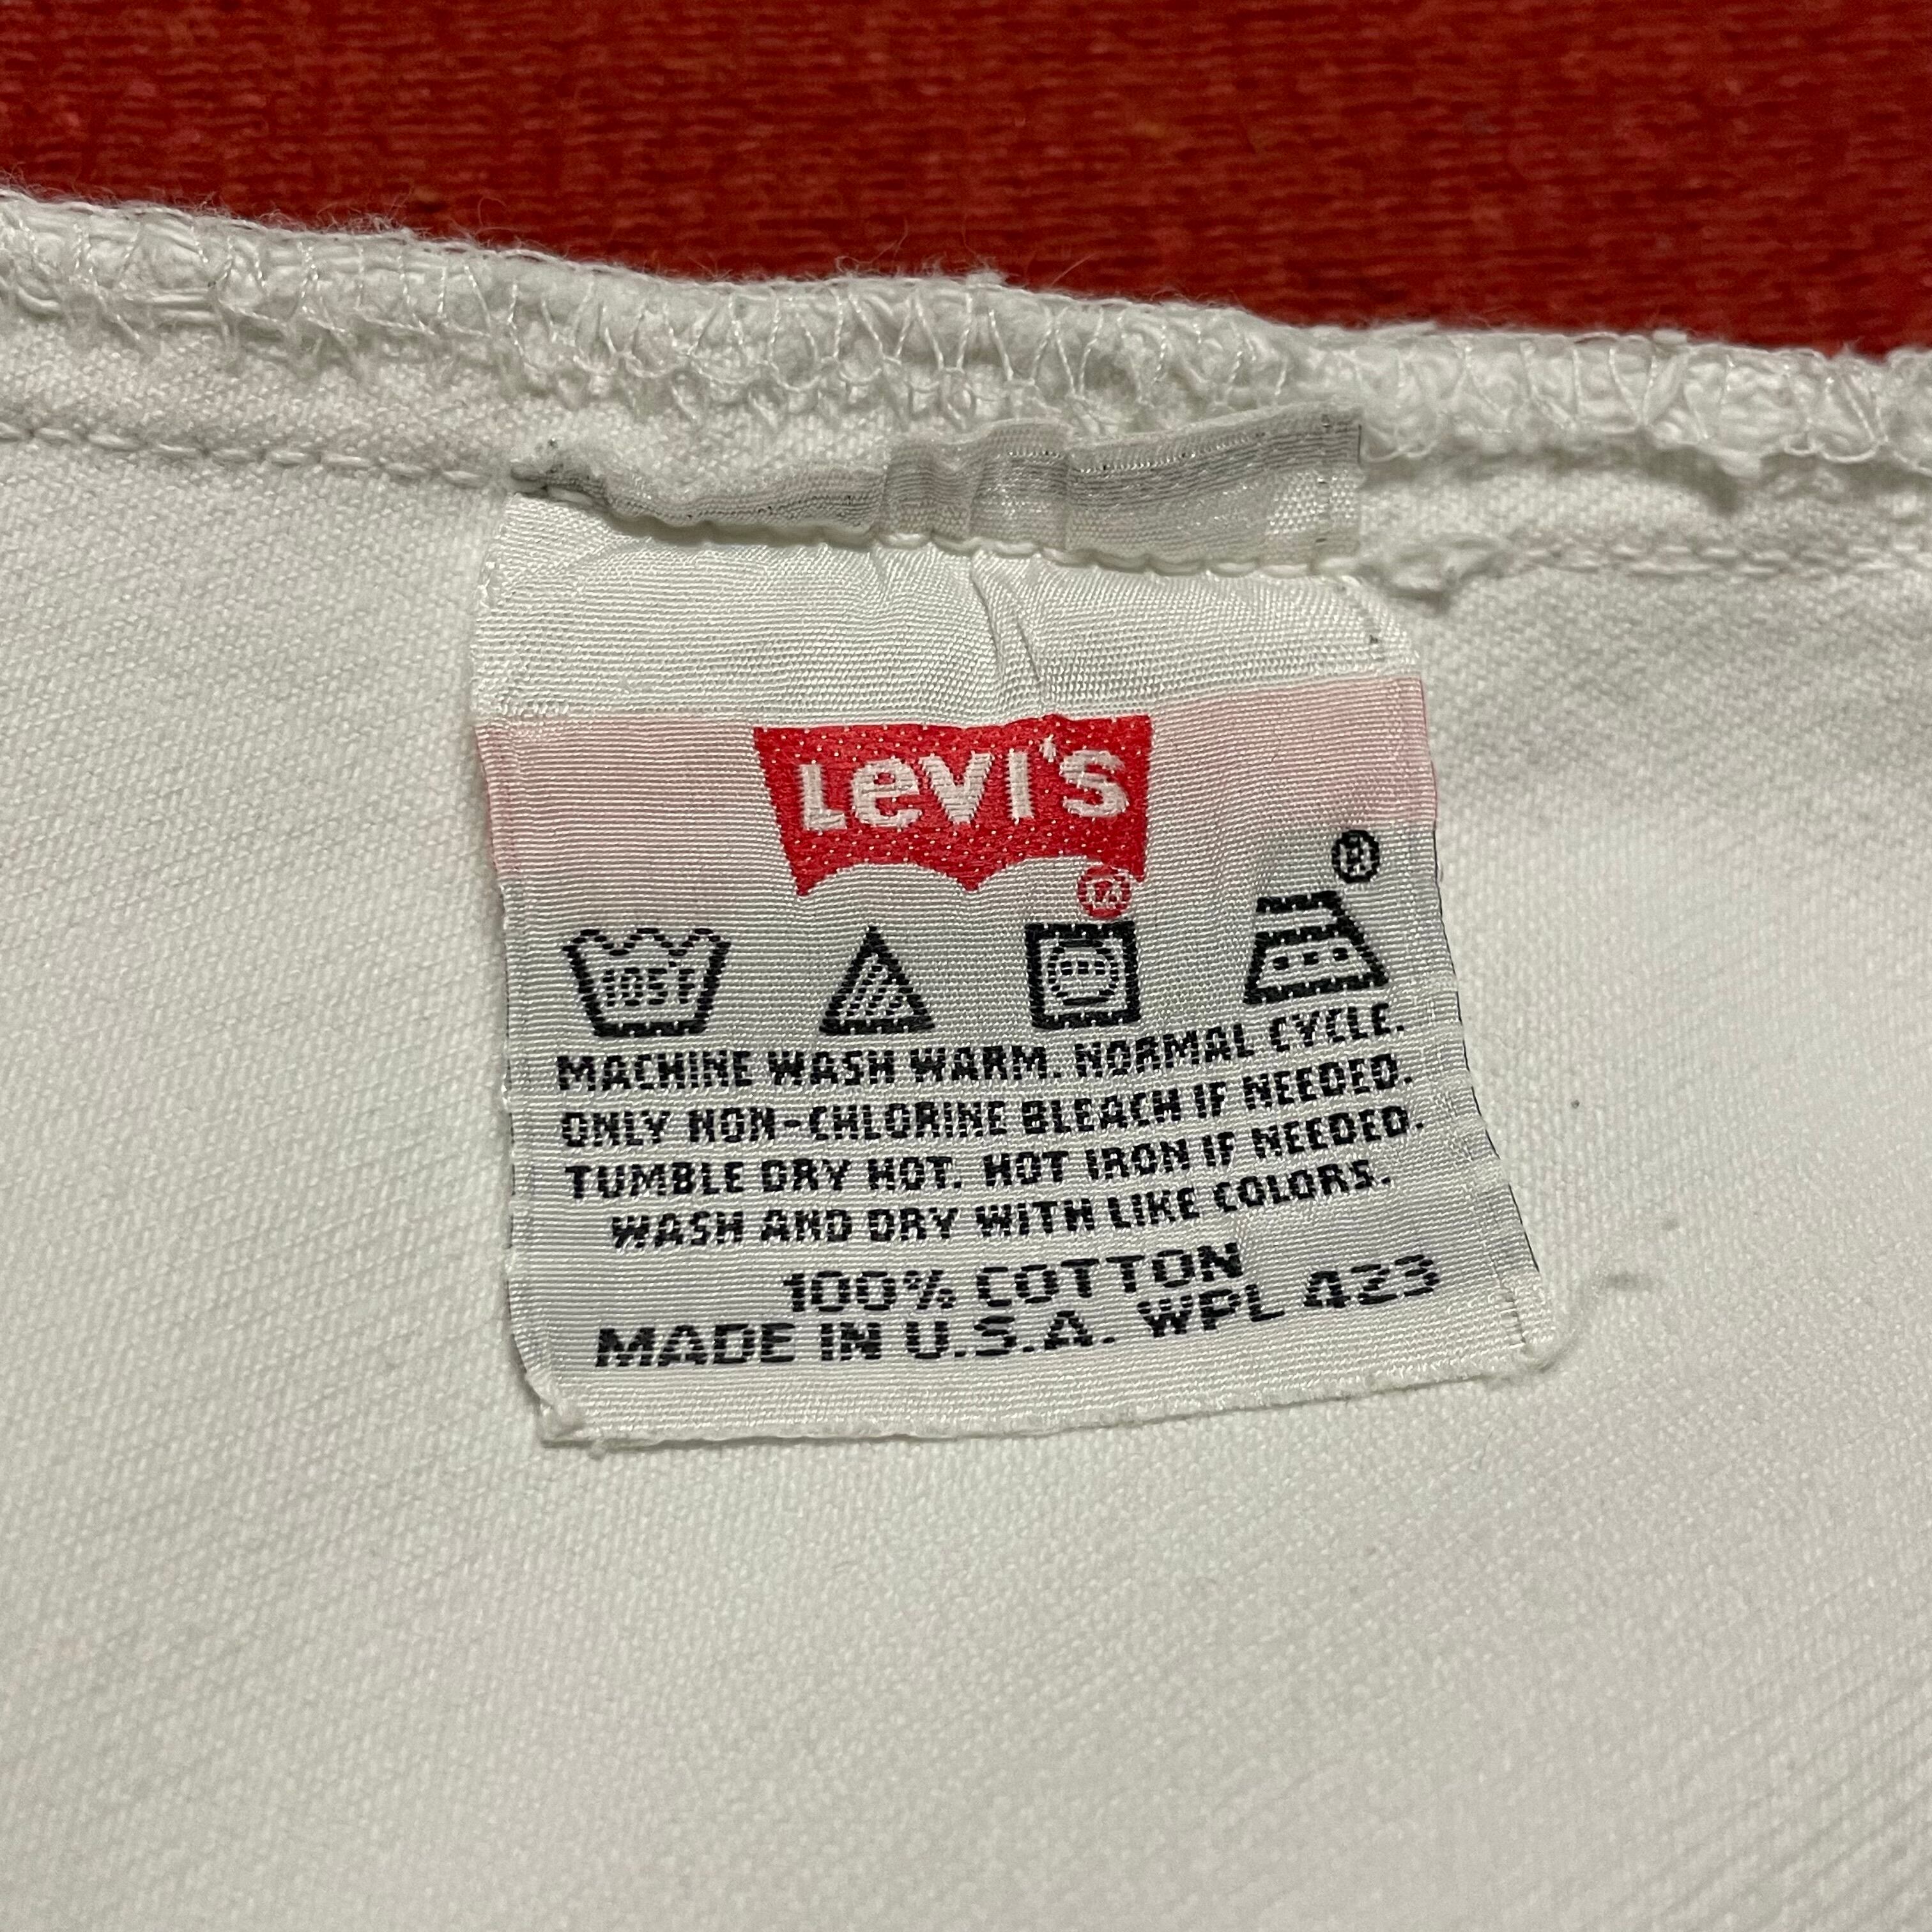 Levi's
®
®
105°F
MACHINE WASH WARM. NORMAL CYCLE.
ONLY NON-CHLORINE BLEACH IF NEEDED.
TUMBLE DRY HOT. HOT IRON IF NEEDED.
WASH AND DRY WITH LIKE COLORS.
100% COTTON
MADE IN U.S.A. WPL 423